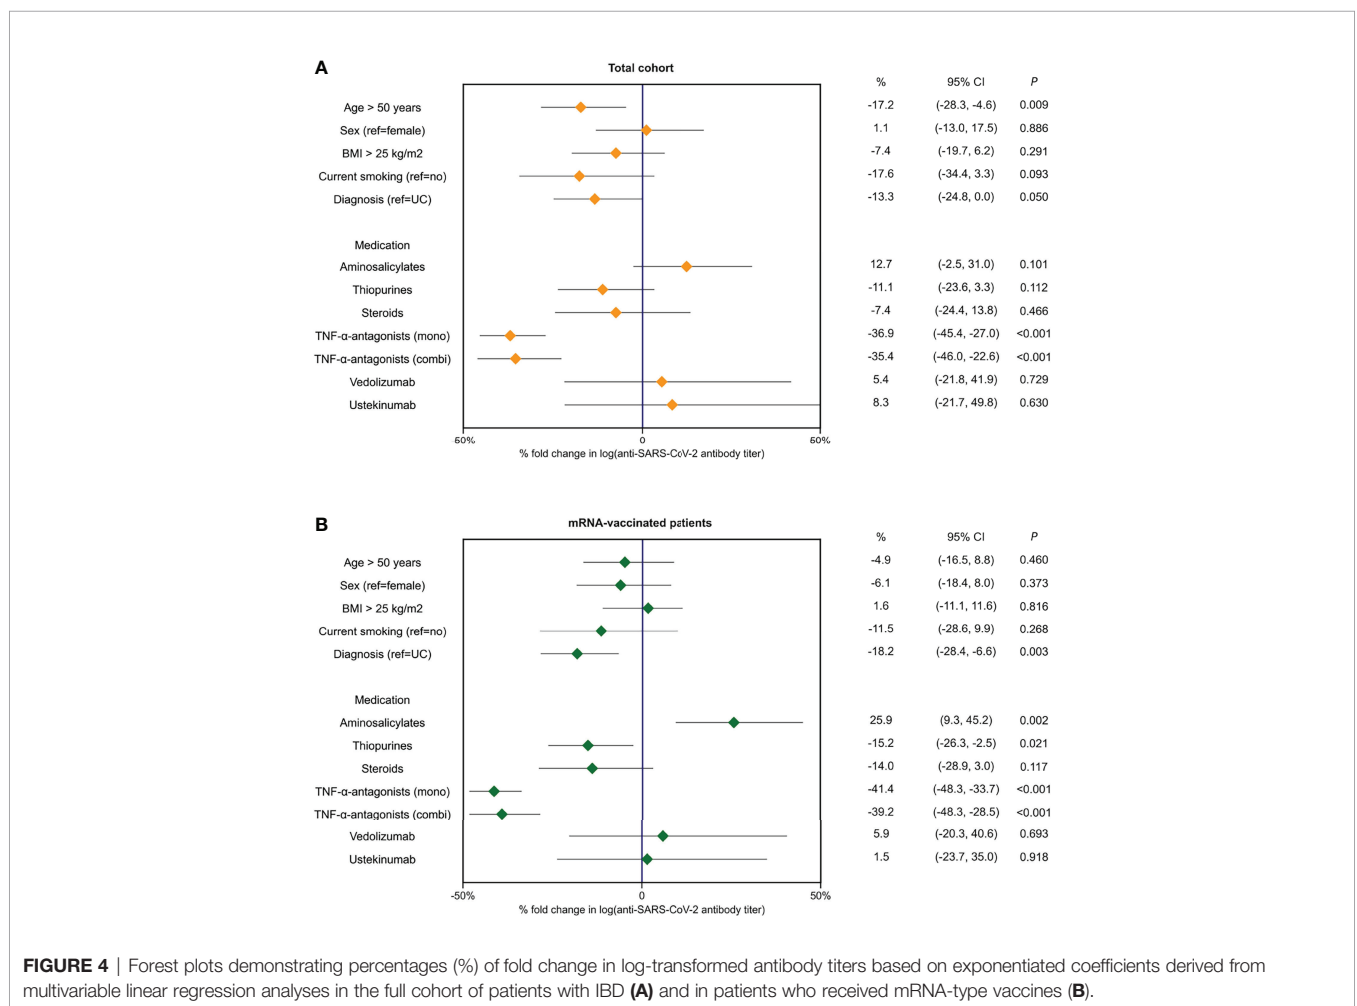 A
Total cohort
% 95% CI P
Age > 50 years -17.2 (-28.3, -4.6) 0.009
Sex (ref=female) 1.1 (-13.0, 17.5) 0.886
BMI > 25 kg/m2 -7.4 (-19.7, 6.2) 0.291
Current smoking (ref=no) -17.6 (-34.4, 3.3) 0.093
Diagnosis (ref=UC) -13.3 (-24.8, 0.0) 0.050
Medication
Aminosalicylates 12.7 (-2.5, 31.0) 0.101
Thiopurines -11.1 (-23.6, 3.3) 0.112
Steroids -7.4 (-24.4, 13.8) 0.466
TNF-α-antagonists (mono) -36.9 (-45.4, -27.0) <0.001
TNF-α-antagonists (combi) -35.4 (-46.0, -22.6) <0.001
Vedolizumab 5.4 (-21.8, 41.9) 0.729
Ustekinumab 8.3 (-21.7, 49.8) 0.630
-60% 0 60%
% fold change in log(anti-SARS-CoV-2 antibody titer)
B
mRNA-vaccinated patients
% 95% CI P
Age > 50 years -4.9 (-16.5, 8.8) 0.460
Sex (ref=female) -6.1 (-18.4, 8.0) 0.373
BMI > 25 kg/m2 1.6 (-11.1, 11.6) 0.816
Current smoking (ref=no) -11.5 (-28.6, 9.9) 0.268
Diagnosis (ref=UC) -18.2 (-28.4, -6.6) 0.003
Medication
Aminosalicylates 25.9 (9.3, 45.2) 0.002
Thiopurines -15.2 (-26.3, -2.5) 0.021
Steroids -14.0 (-28.9, 3.0) 0.117
TNF-α-antagonists (mono) -41.4 (-48.3, -33.7) <0.001
TNF-α-antagonists (combi) -39.2 (-48.3, -28.5) <0.001
Vedolizumab 5.9 (-20.3, 40.6) 0.693
Ustekinumab 1.5 (-23.7, 35.0) 0.918
-50% 0 50%
% fold change in log(anti-SARS-CoV-2 antibody titer)
FIGURE 4 | Forest plots demonstrating percentages (%) of fold change in log-transformed antibody titers based on exponentiated coefficients derived from
multivariable linear regression analyses in the full cohort of patients with IBD (A) and in patients who received mRNA-type vaccines (B).